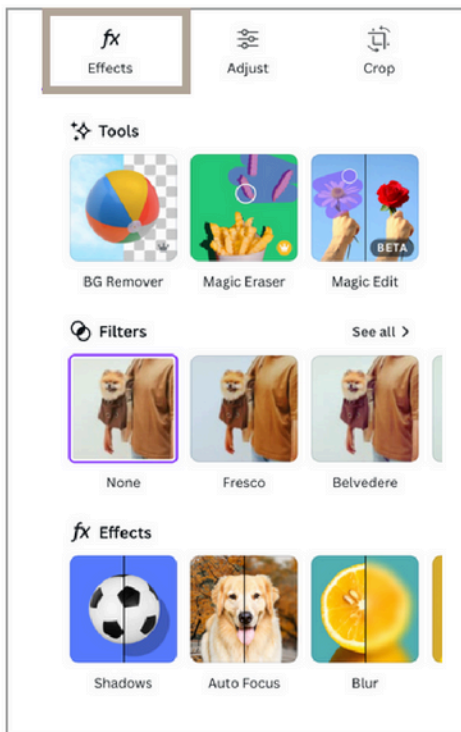 fx
Effects Adjust Crop
Tools
BETA
BG Remover Magic Eraser Magic Edit
Filters See all >
None Fresco Belvedere
fx Effects
Shadows Auto Focus Blur